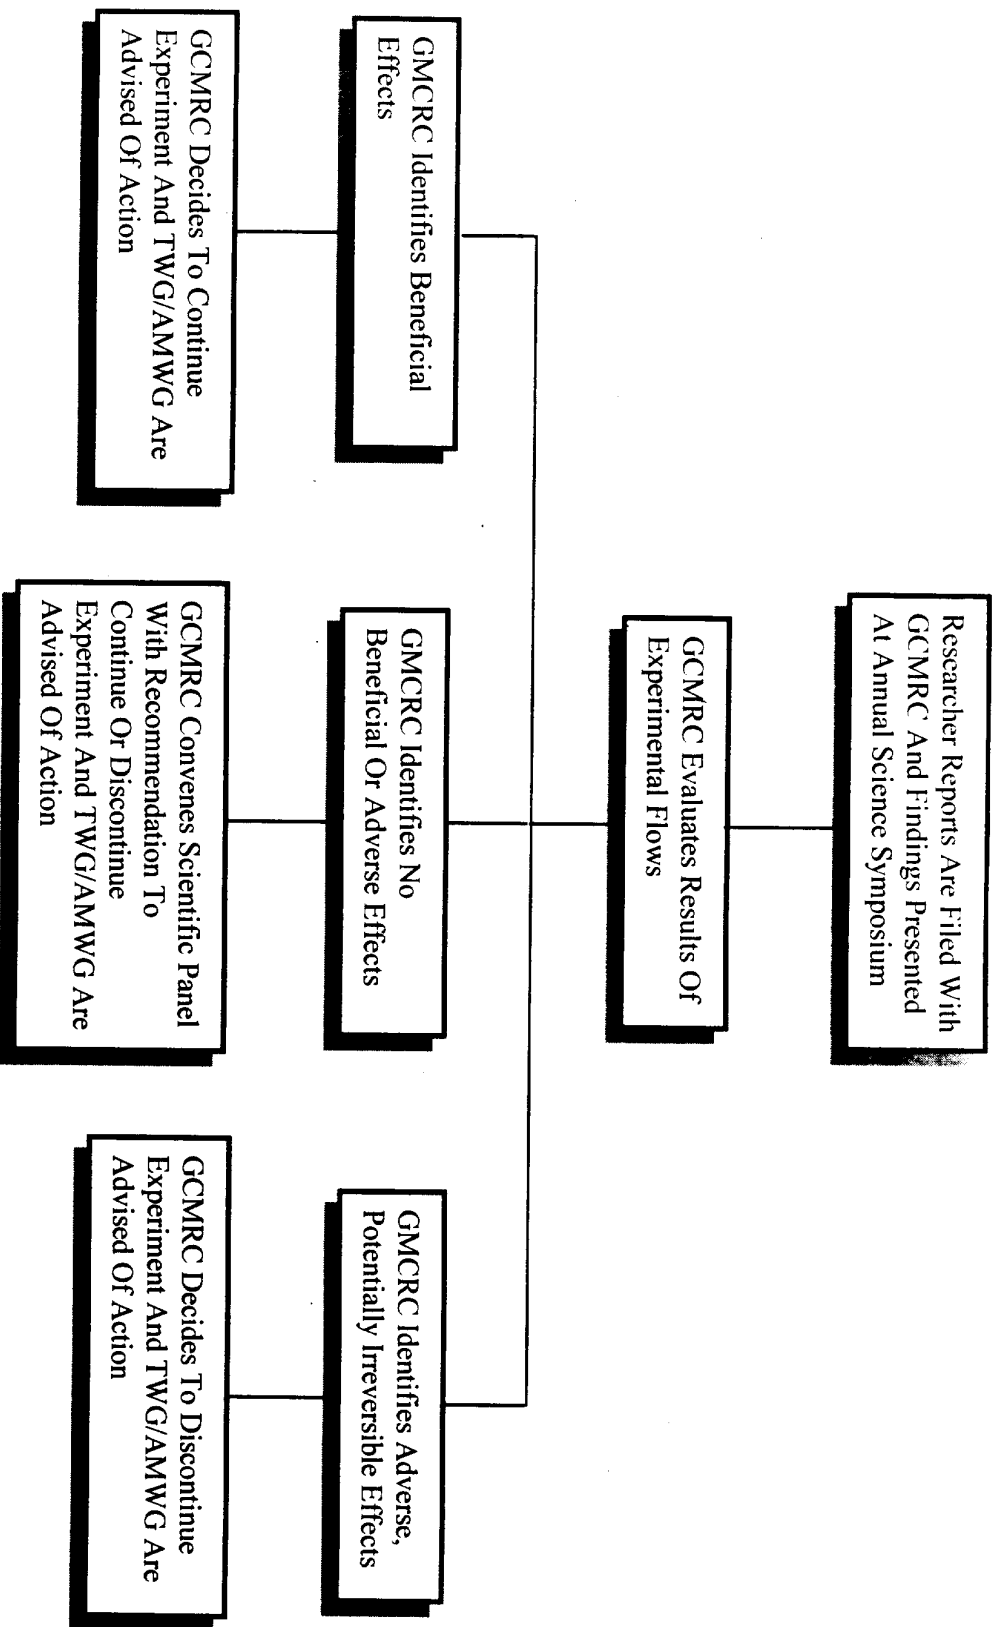 Researcher Reports Are Filed With
GCMRC And Findings Presented
At Annual Science Symposium
GCMRC Evaluates Results Of
Experimental Flows
GMCRC Identifies Beneficial
Effects
GMCRC Identifies No
Beneficial Or Adverse Effects
GMCRC Identifies Adverse,
Potentially Irreversible Effects
GCMRC Decides To Continue
Experiment And TWG/AMWG Are
Advised Of Action
GCMRC Convenes Scientific Panel
With Recommendation To
Continue Or Discontinue
Experiment And TWG/AMWG Are
Advised Of Action
GCMRC Decides To Discontinue
Experiment And TWG/AMWG Are
Advised Of Action